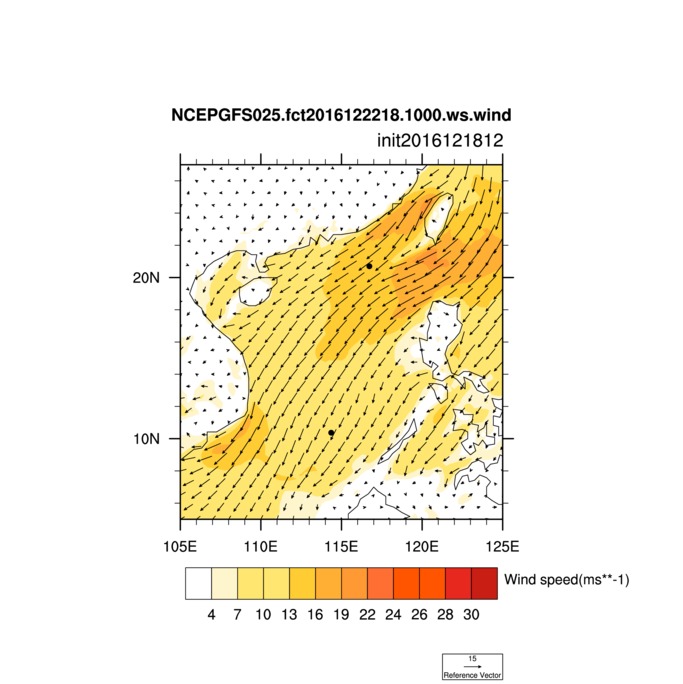 NCEPGFS025.fct2016122218.1000.ws.wind
init2016121812
20N
10N
105E 110E 115E 120E 125E
Wind speed(ms**-1)
4 7 10 13 16 19 22 24 26 28 30
15
Reference Vector